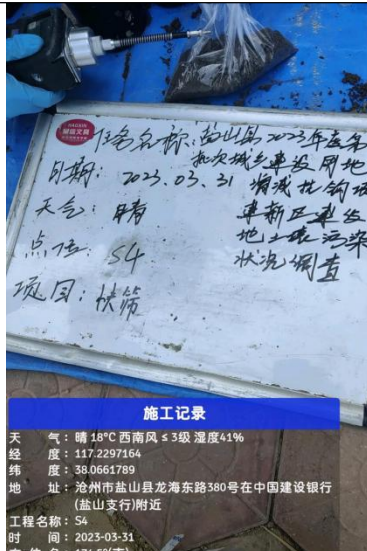 任务名称:盐山县2023年度第
批次城乡建设用地
日期:2023.03.31 增减挂钩项
天气:晴 建新区建设
地土壤污染
点位:S4 状况调查
项目:快筛
施工记录
天 气:晴 18℃ 西南风 ≤ 3级 湿度41%
经 度:117.2297164
纬 度:38.0661789
地 址:沧州市盐山县龙海东路380号在中国建设银行
(盐山支行)附近
工程名称:S4
时 间:2023-03-31